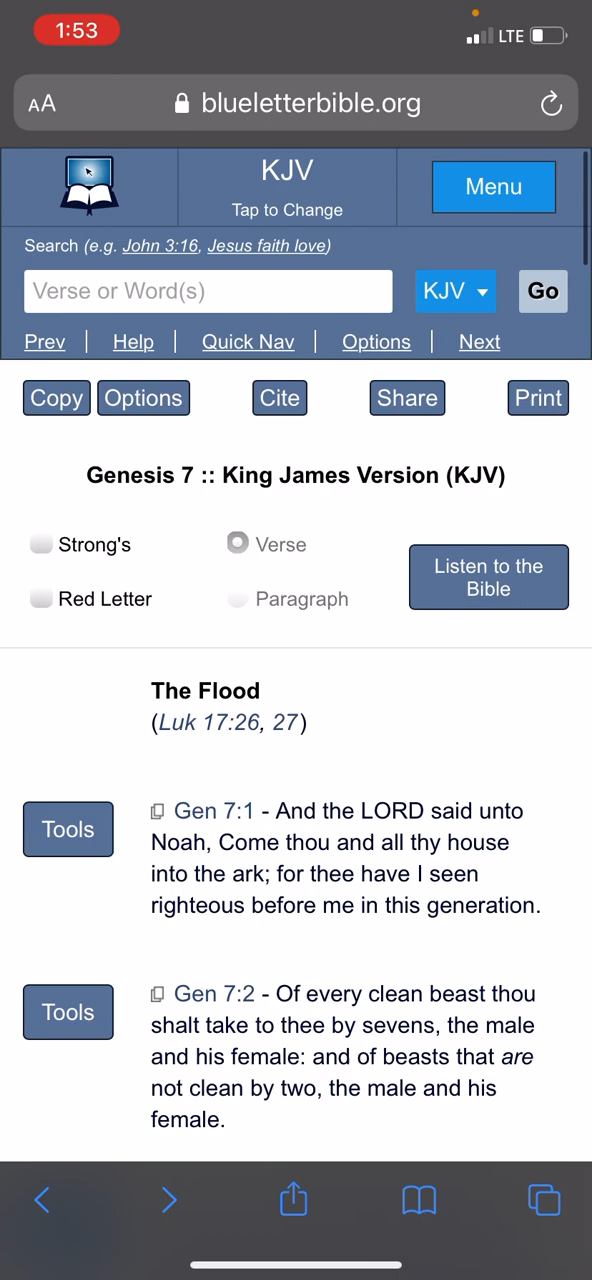 1:53
LTE
AA
blueletterbible.org
KJV
Tap to Change
Menu
Search (e.g. John 3:16, Jesus faith love)
Verse or Word(s)
KJV
Go
Prev | Help | Quick Nav | Options | Next
Copy
Options
Cite
Share
Print
Genesis 7 :: King James Version (KJV)
Strong's
Verse
Red Letter
Paragraph
Listen to the
Bible
The Flood
(Luk 17:26, 27)
Tools
Gen 7:1 - And the LORD said unto
Noah, Come thou and all thy house
into the ark; for thee have I seen
righteous before me in this generation.
Tools
Gen 7:2 - Of every clean beast thou
shalt take to thee by sevens, the male
and his female: and of beasts that are
not clean by two, the male and his
female.